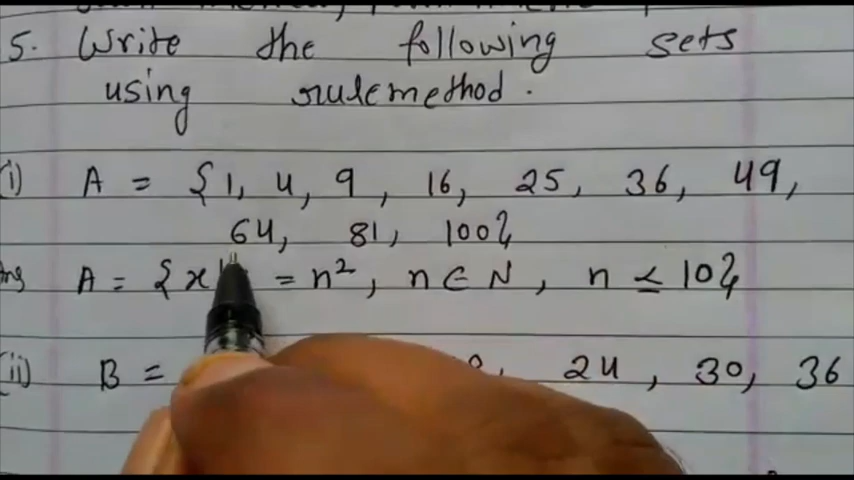 5. Write the following sets
using rulemethod.
(i) A = {1, 4, 9, 16, 25, 36, 49,
64, 81, 100}
Ans A = {x| = n², n ∈ N, n ≤ 10}
(ii) B = 24, 30, 36